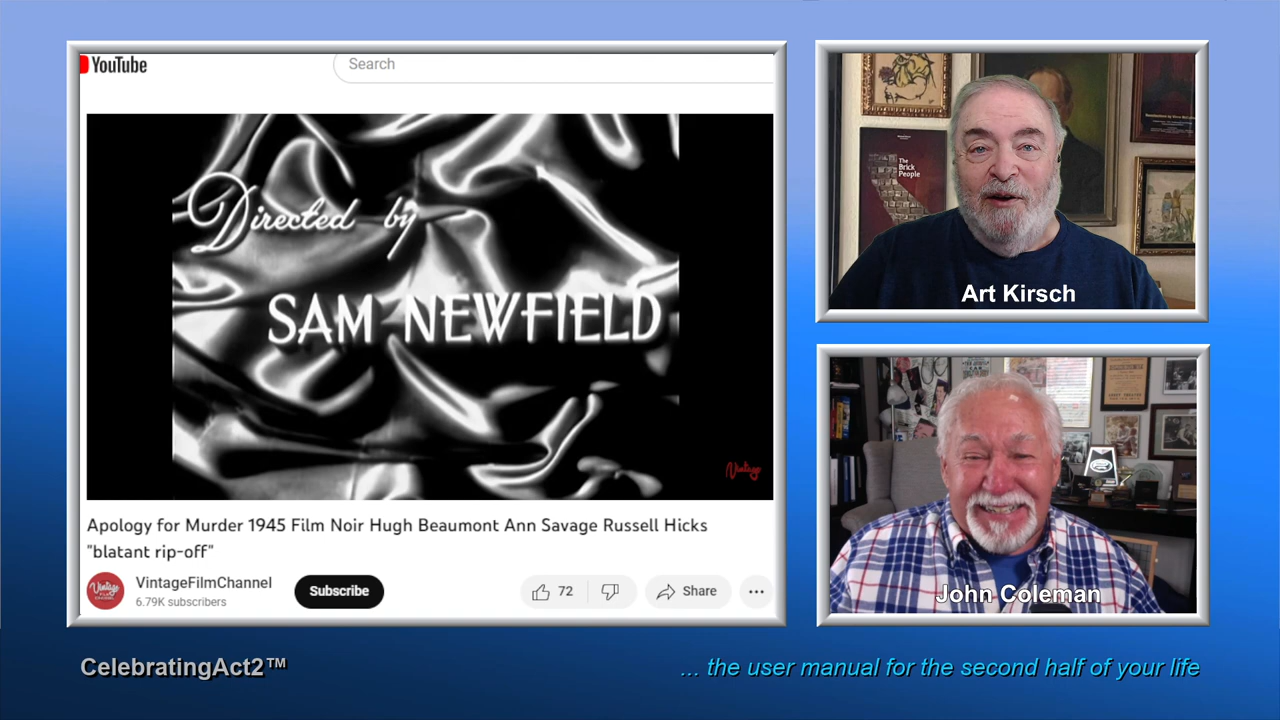 YouTube
Search
Directed by
SAM NEWFIELD
Vintage
Apology for Murder 1945 Film Noir Hugh Beaumont Ann Savage Russell Hicks
"blatant rip-off"
Vintage
VintageFilmChannel
6.79K subscribers
Subscribe
72
Share
The
Brick
People
Art Kirsch
John Coleman
CelebratingAct2™
... the user manual for the second half of your life